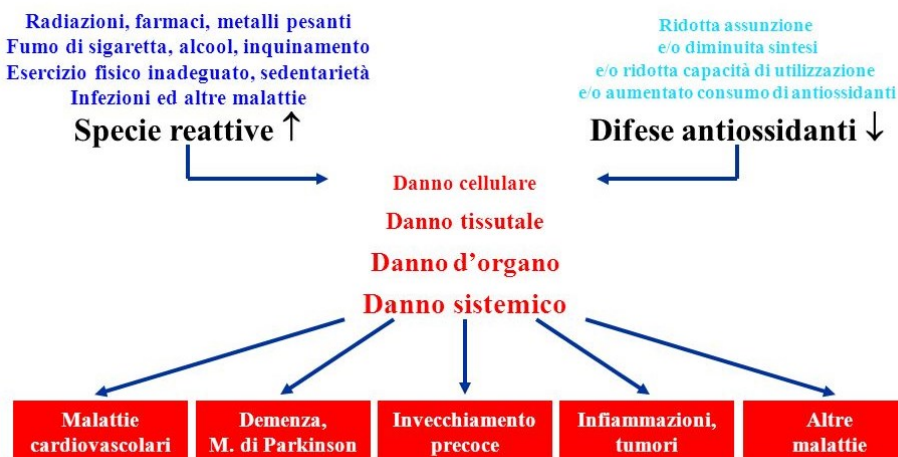 Radiazioni, farmaci, metalli pesanti
Fumo di sigaretta, alcool, inquinamento
Esercizio fisico inadeguato, sedentarietà
Infezioni ed altre malattie
Specie reattive ↑
Ridotta assunzione
e/o diminuita sintesi
e/o ridotta capacità di utilizzazione
e/o aumentato consumo di antiossidanti
Difese antiossidanti ↓
Danno cellulare
Danno tissutale
Danno d’organo
Danno sistemico
Malattie
cardiovascolari
Demenza,
M. di Parkinson
Invecchiamento
precoce
Infiammazioni,
tumori
Altre
malattie